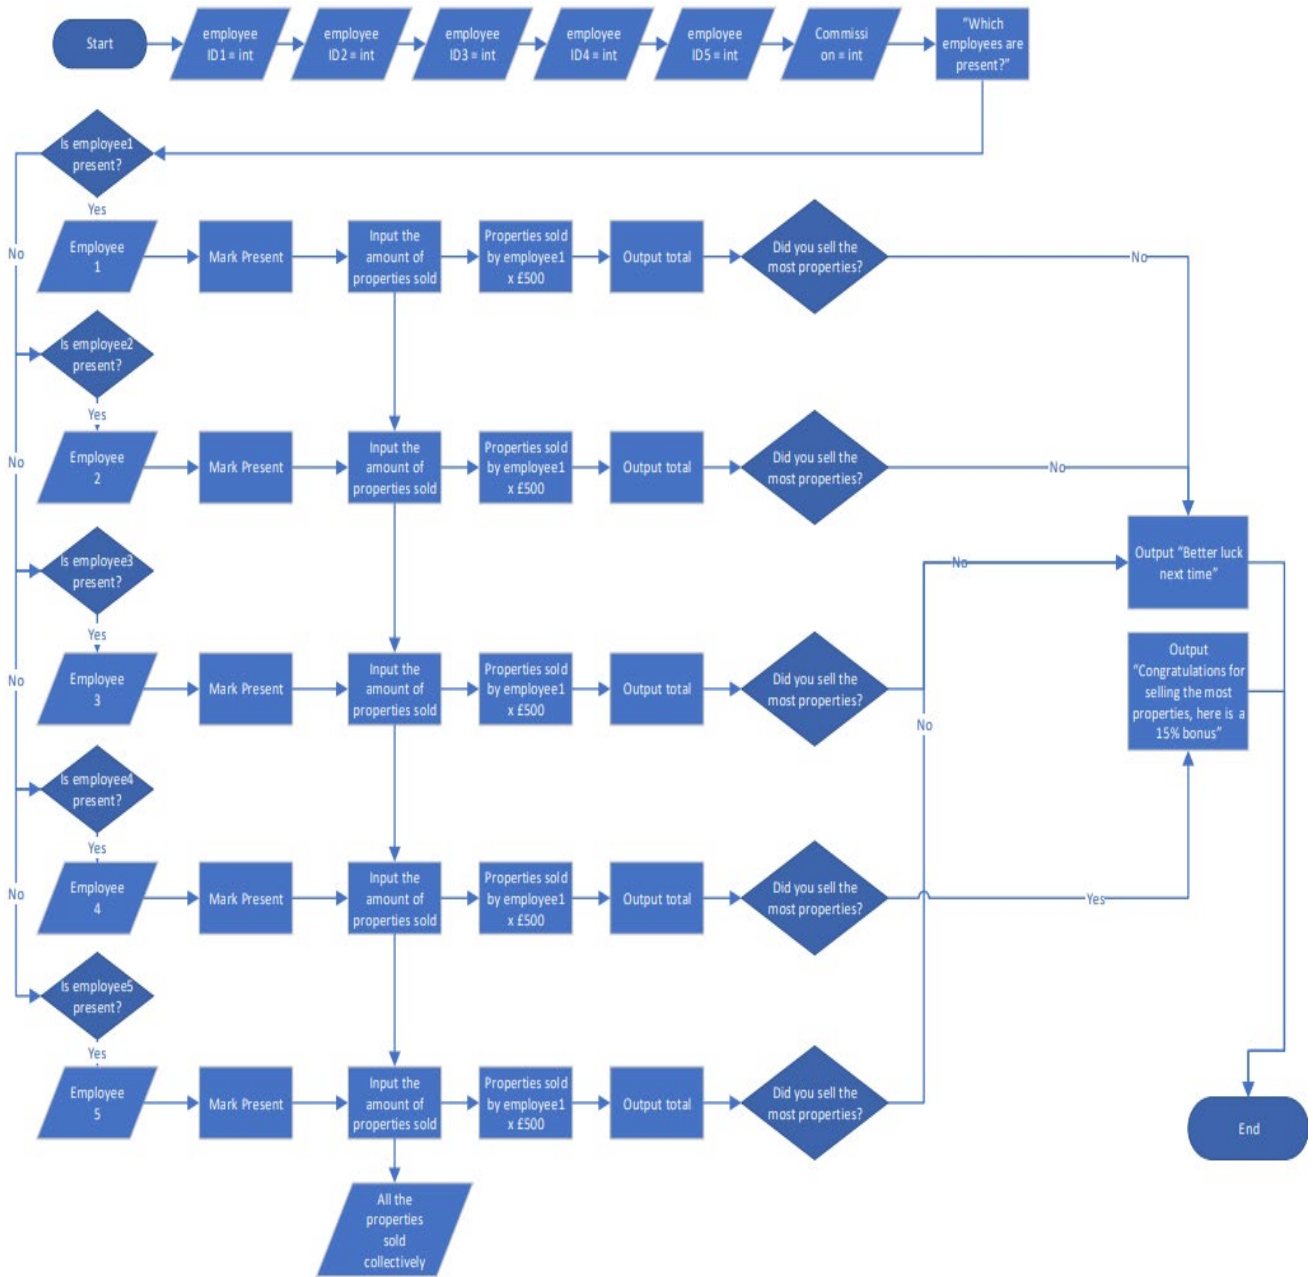 Start
employee
ID1 = int
employee
ID2 = int
employee
ID3 = int
employee
ID4 = int
employee
ID5 = int
Commissi
on = int
"Which
employees are
present?"
Is employee1
present?
Yes
No
Employee
1
Mark Present
Input the
amount of
properties sold
Properties sold
by employee1
x £500
Output total
Did you sell the
most properties?
No
Is employee2
present?
Yes
No
Employee
2
Mark Present
Input the
amount of
properties sold
Properties sold
by employee1
x £500
Output total
Did you sell the
most properties?
No
Output "Better luck
next time"
Is employee3
present?
No
Yes
No
Employee
3
Mark Present
Input the
amount of
properties sold
Properties sold
by employee1
x £500
Output total
Did you sell the
most properties?
No
Output
"Congratulations for
selling the most
properties, here is a
15% bonus"
Is employee4
present?
Yes
No
Employee
4
Mark Present
Input the
amount of
properties sold
Properties sold
by employee1
x £500
Output total
Did you sell the
most properties?
Yes
Is employee5
present?
Yes
Employee
5
Mark Present
Input the
amount of
properties sold
Properties sold
by employee1
x £500
Output total
Did you sell the
most properties?
End
All the
properties
sold
collectively